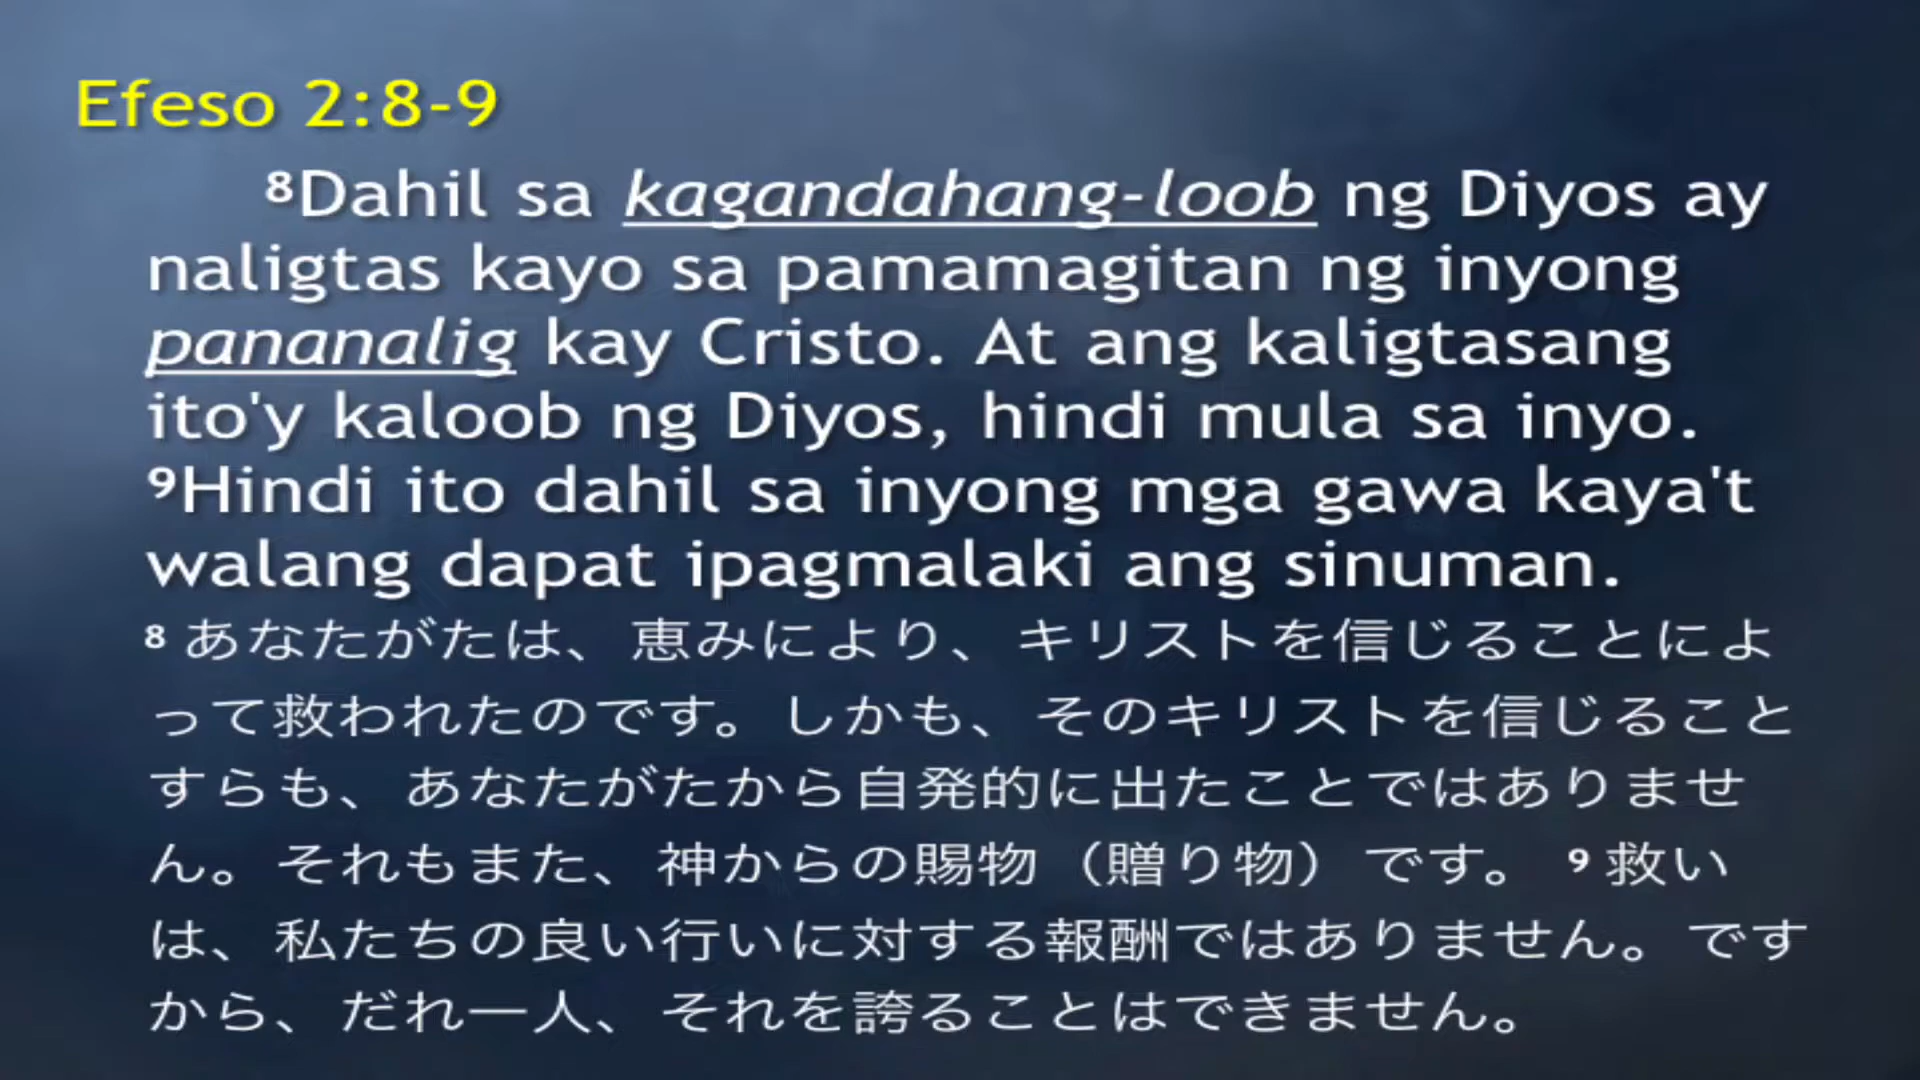 Efeso 2:8-9
⁸Dahil sa kagandahang-loob ng Diyos ay
naligtas kayo sa pamamagitan ng inyong
pananalig kay Cristo. At ang kaligtasang
ito'y kaloob ng Diyos, hindi mula sa inyo.
⁹Hindi ito dahil sa inyong mga gawa kaya't
walang dapat ipagmalaki ang sinuman.
⁸ あなたがたは、恵みにより、キリストを信じることによ
って救われたのです。しかも、そのキリストを信じること
すらも、あなたがたから自発的に出たことではありませ
ん。それもまた、神からの賜物（贈り物）です。 ⁹ 救い
は、私たちの良い行いに対する報酬ではありません。です
から、だれ一人、それを誇ることはできません。